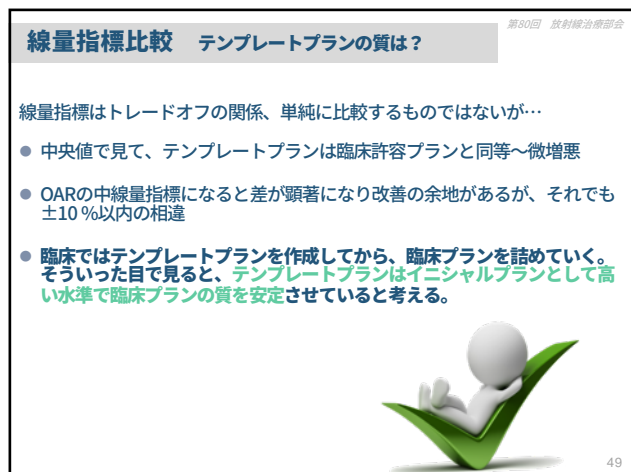 第80回 放射線治療部会
線量指標比較 テンプレートプランの質は？
線量指標はトレードオフの関係、単純に比較するものではないが…
● 中央値で見て、テンプレートプランは臨床許容プランと同等～微増悪
● OARの中線量指標になると差が顕著になり改善の余地があるが、それでも
±10 %以内の相違
● 臨床ではテンプレートプランを作成してから、臨床プランを詰めていく。
そういった目で見ると、テンプレートプランはイニシャルプランとして高
い水準で臨床プランの質を安定させていると考える。
49